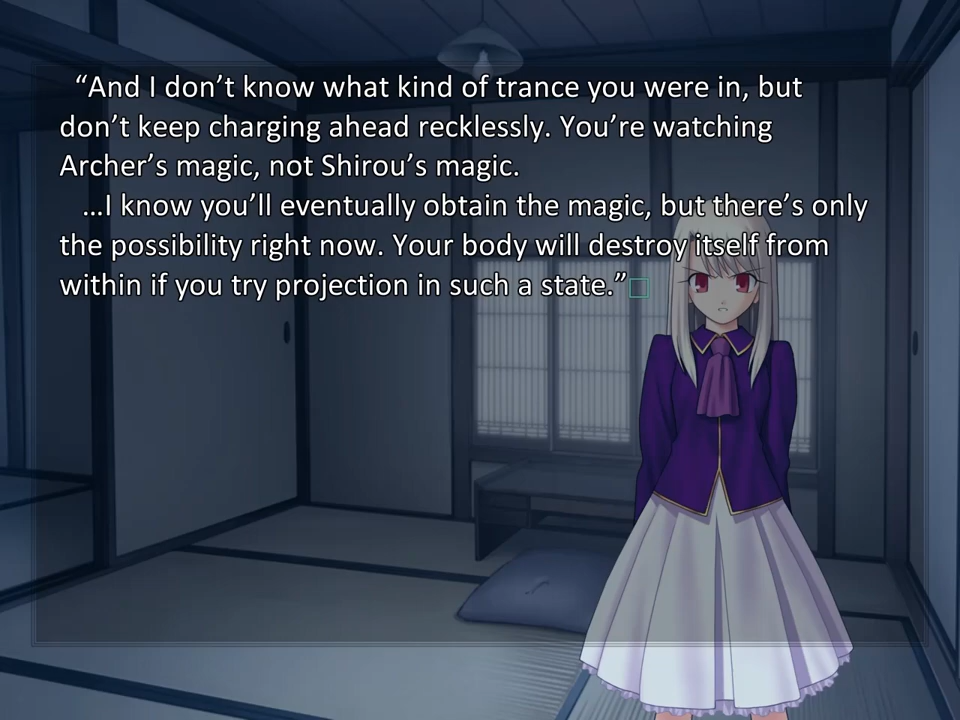 “And I don’t know what kind of trance you were in, but
don’t keep charging ahead recklessly. You’re watching
Archer’s magic, not Shirou’s magic.
…I know you’ll eventually obtain the magic, but there’s only
the possibility right now. Your body will destroy itself from
within if you try projection in such a state.”